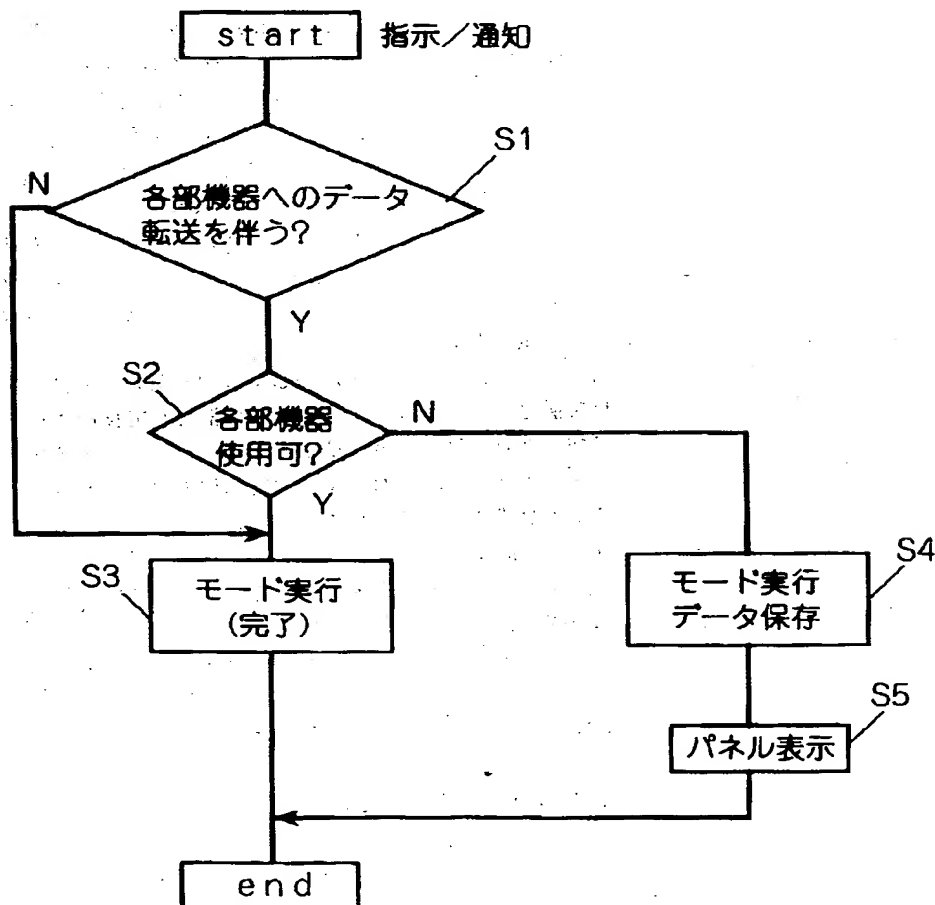 start 指示／通知
S1
N
各部機器へのデータ
転送を伴う?
Y
S2
各部機器
使用可?
N
Y
S3
モード実行
(完了)
S4
モード実行
データ保存
S5
パネル表示
end